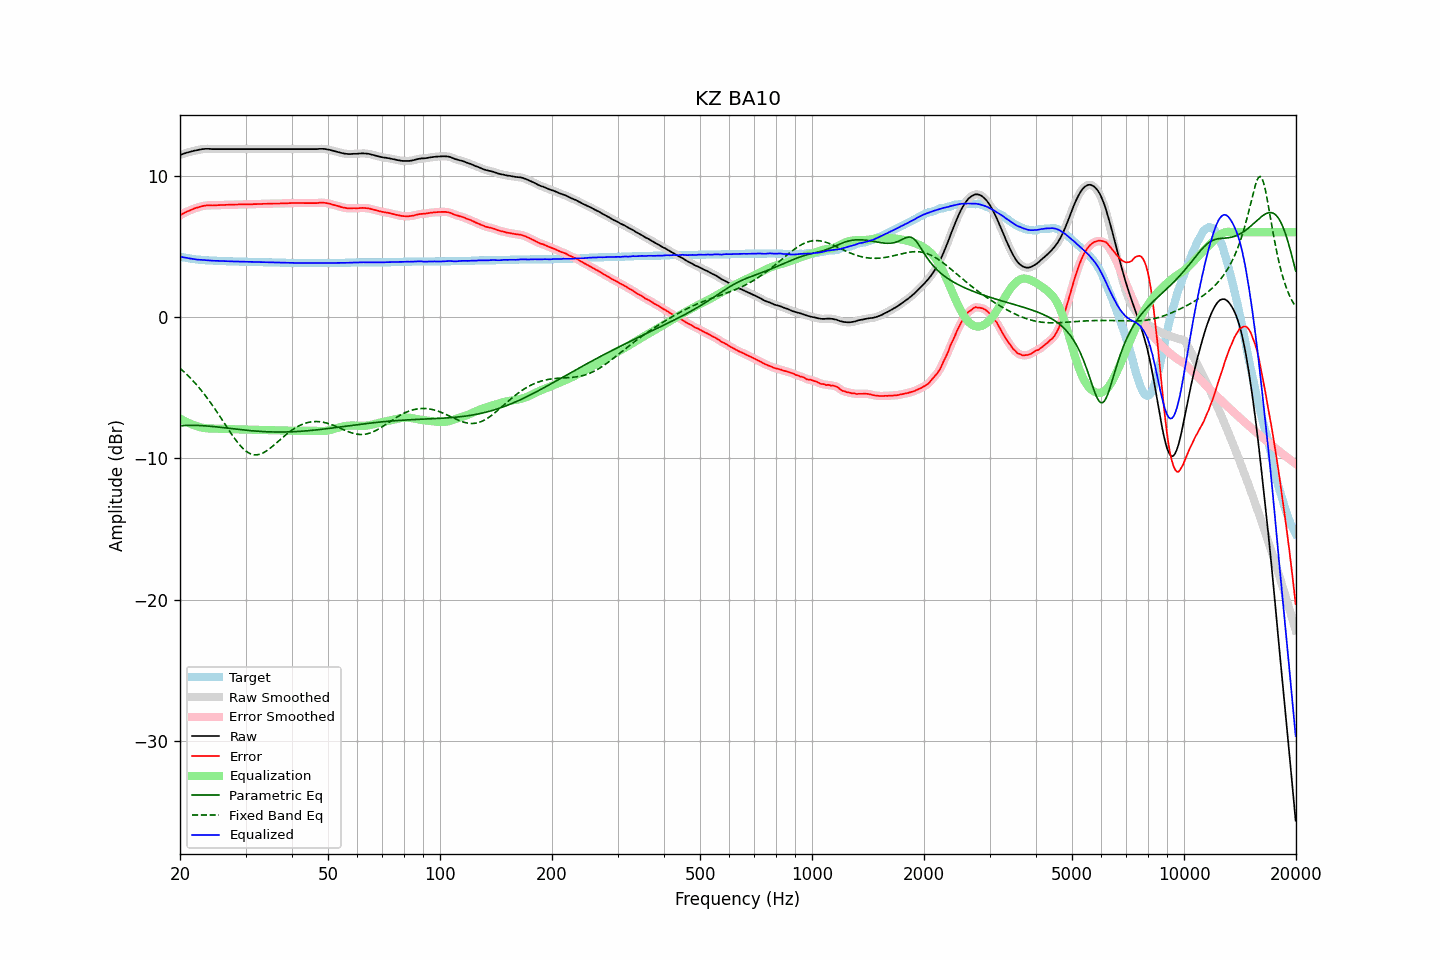 KZ BA10
10
0
−10
−20
−30
Amplitude (dBr)
Target
Raw Smoothed
Error Smoothed
Raw
Error
Equalization
Parametric Eq
Fixed Band Eq
Equalized
20 50 100 200 500 1000 2000 5000 10000 20000
Frequency (Hz)